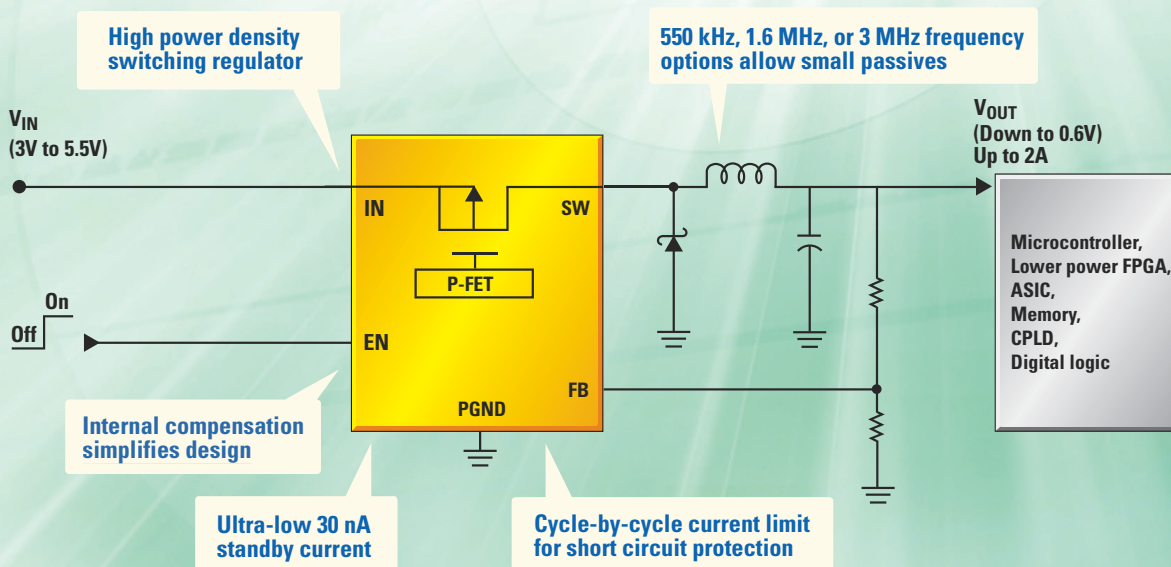 High power density
switching regulator
550 kHz, 1.6 MHz, or 3 MHz frequency
options allow small passives
VIN
(3V to 5.5V)
VOUT
(Down to 0.6V)
Up to 2A
IN
SW
P-FET
On
Off
EN
FB
PGND
Microcontroller,
Lower power FPGA,
ASIC,
Memory,
CPLD,
Digital logic
Internal compensation
simplifies design
Ultra-low 30 nA
standby current
Cycle-by-cycle current limit
for short circuit protection